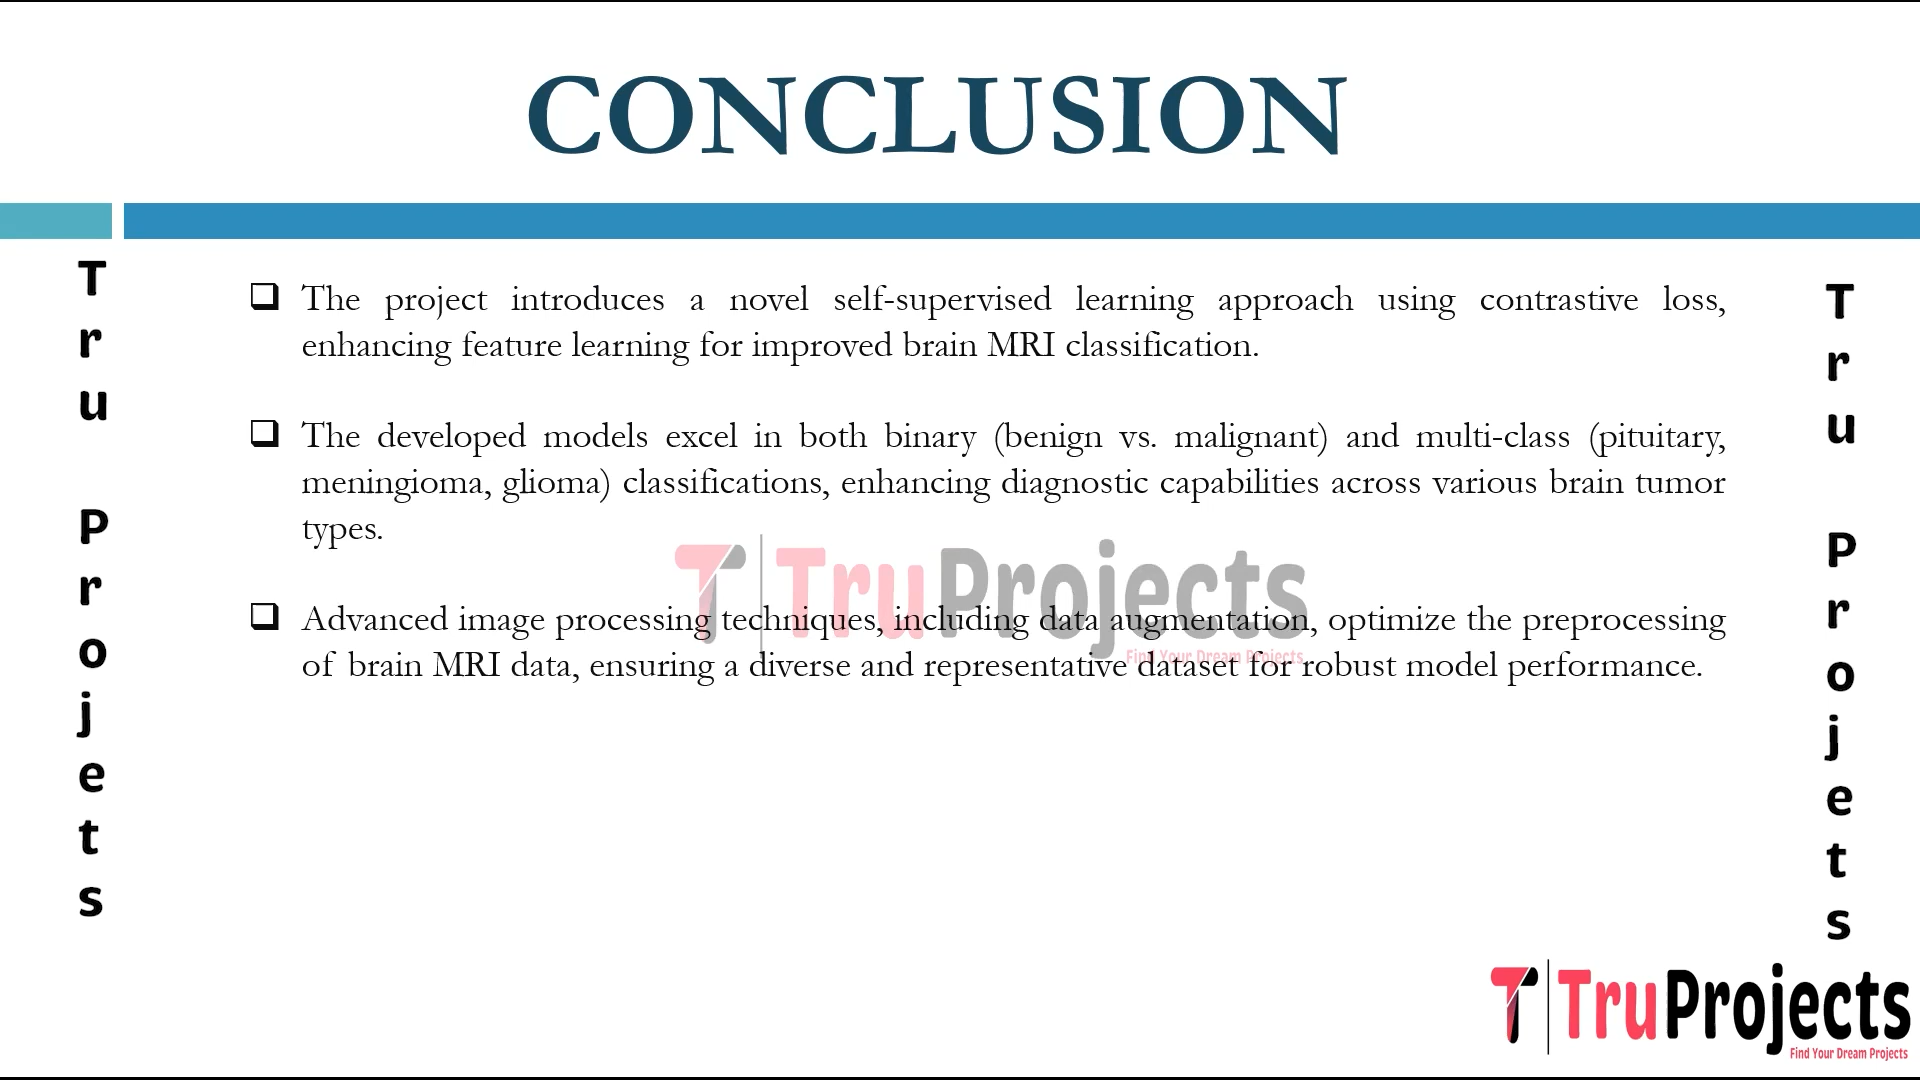 CONCLUSION
Tru Projets
The project introduces a novel self-supervised learning approach using contrastive loss,
enhancing feature learning for improved brain MRI classification.
The developed models excel in both binary (benign vs. malignant) and multi-class (pituitary,
meningioma, glioma) classifications, enhancing diagnostic capabilities across various brain tumor
types.
TruProjects
Find Your Dream Projects
Advanced image processing techniques, including data augmentation, optimize the preprocessing
of brain MRI data, ensuring a diverse and representative dataset for robust model performance.
Tru Projets
TruProjects
Find Your Dream Projects